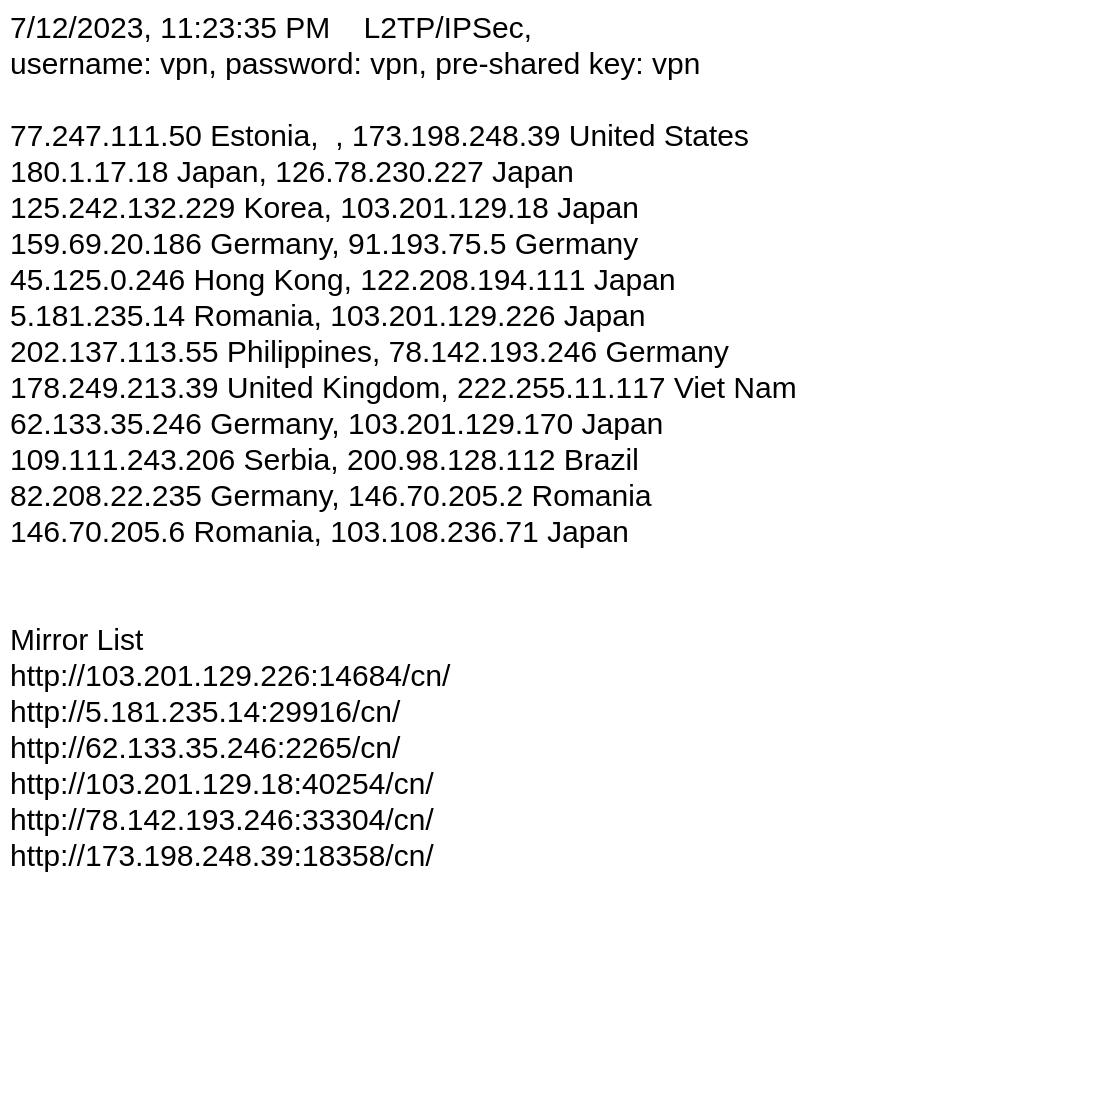 7/12/2023, 11:23:35 PM    L2TP/IPSec,
username: vpn, password: vpn, pre-shared key: vpn
77.247.111.50 Estonia,  , 173.198.248.39 United States
180.1.17.18 Japan, 126.78.230.227 Japan
125.242.132.229 Korea, 103.201.129.18 Japan
159.69.20.186 Germany, 91.193.75.5 Germany
45.125.0.246 Hong Kong, 122.208.194.111 Japan
5.181.235.14 Romania, 103.201.129.226 Japan
202.137.113.55 Philippines, 78.142.193.246 Germany
178.249.213.39 United Kingdom, 222.255.11.117 Viet Nam
62.133.35.246 Germany, 103.201.129.170 Japan
109.111.243.206 Serbia, 200.98.128.112 Brazil
82.208.22.235 Germany, 146.70.205.2 Romania
146.70.205.6 Romania, 103.108.236.71 Japan
Mirror List
http://103.201.129.226:14684/cn/
http://5.181.235.14:29916/cn/
http://62.133.35.246:2265/cn/
http://103.201.129.18:40254/cn/
http://78.142.193.246:33304/cn/
http://173.198.248.39:18358/cn/